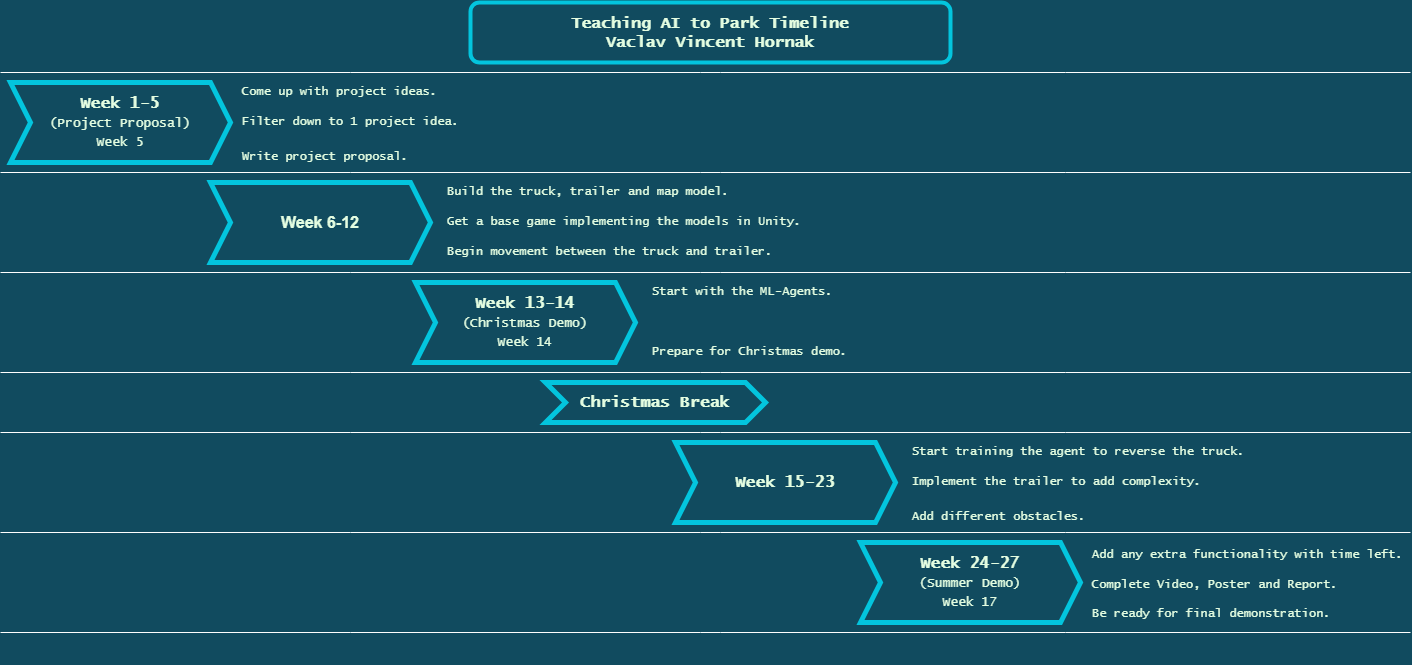 Teaching AI to Park Timeline
Vaclav Vincent Hornak
Week 1-5
(Project Proposal)
Week 5
Come up with project ideas.
Filter down to 1 project idea.
Write project proposal.
Week 6-12
Build the truck, trailer and map model.
Get a base game implementing the models in Unity.
Begin movement between the truck and trailer.
Week 13-14
(Christmas Demo)
Week 14
Start with the ML-Agents.
Prepare for Christmas demo.
Christmas Break
Week 15-23
Start training the agent to reverse the truck.
Implement the trailer to add complexity.
Add different obstacles.
Week 24-27
(Summer Demo)
Week 17
Add any extra functionality with time left.
Complete Video, Poster and Report.
Be ready for final demonstration.